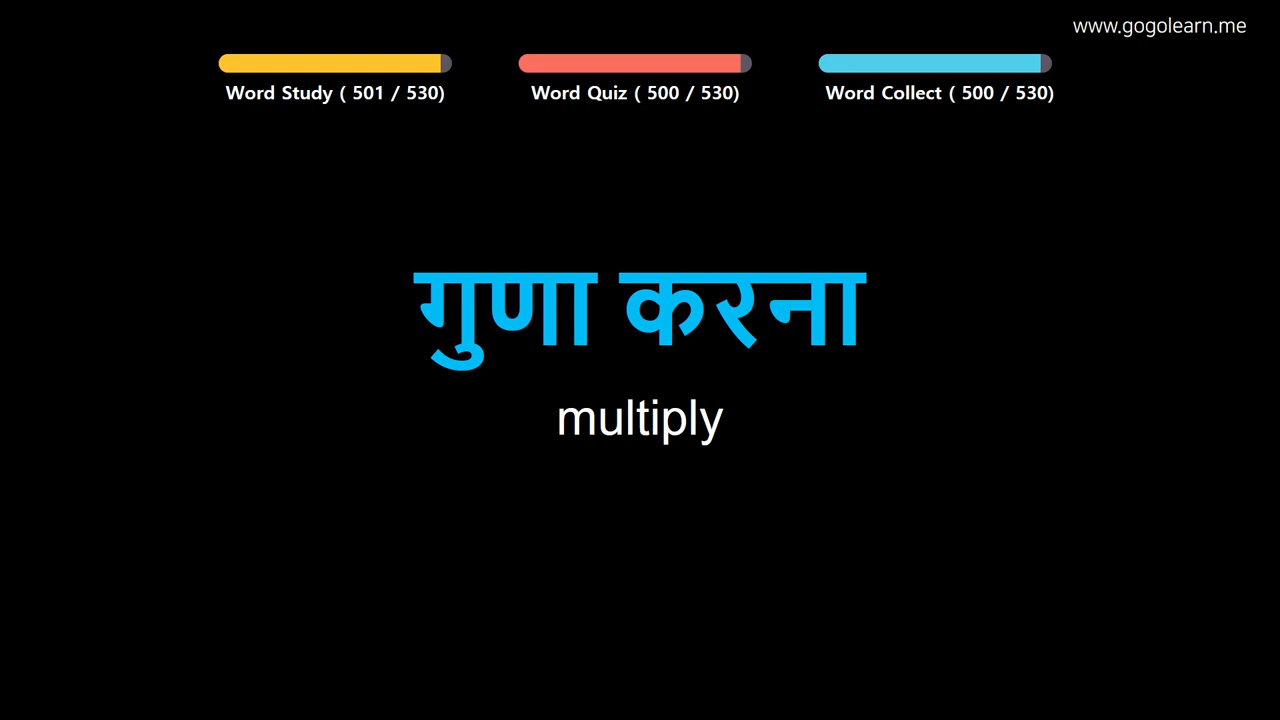 www.gogolearn.me
Word Study ( 501 / 530)
Word Quiz ( 500 / 530)
Word Collect ( 500 / 530)
गुणा करना
multiply